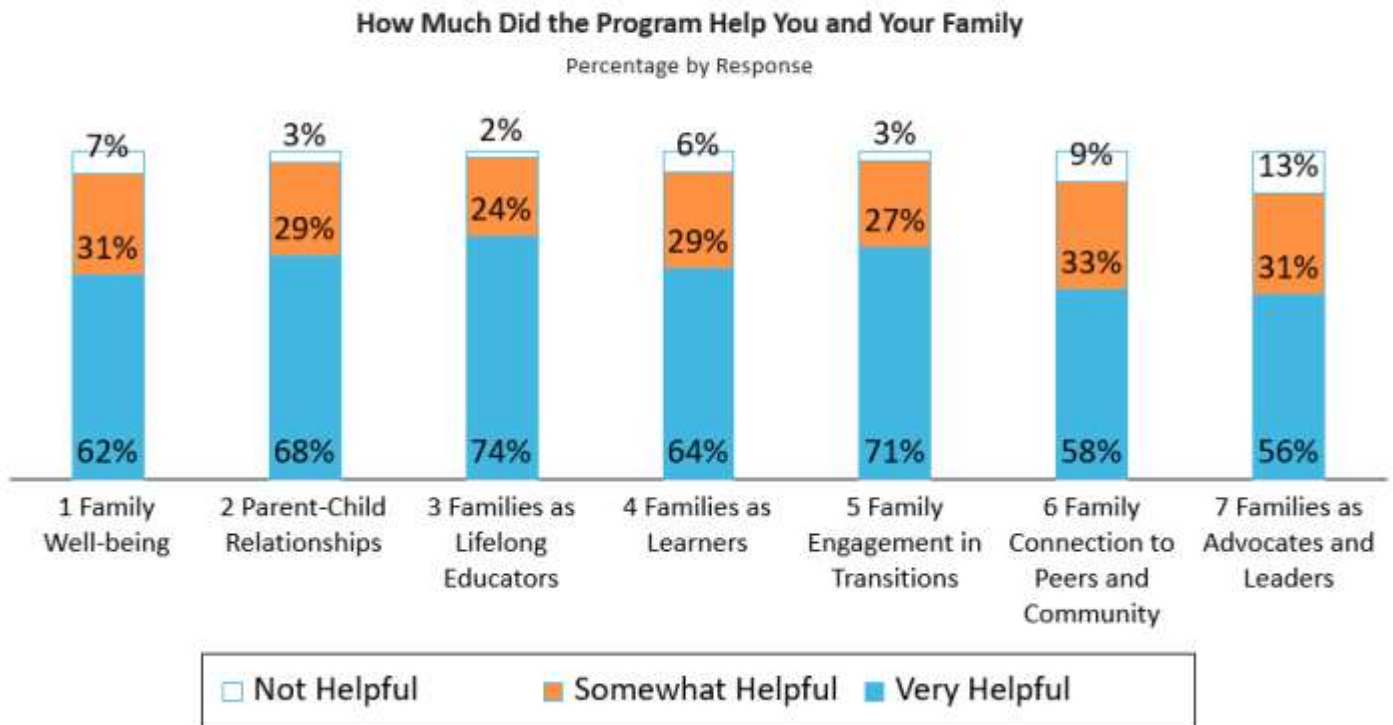 How Much Did the Program Help You and Your Family
Percentage by Response
7% 3% 2% 6% 3% 9% 13%
31% 29% 24% 29% 27% 33% 31%
62% 68% 74% 64% 71% 58% 56%
1 Family
Well-being
2 Parent-Child
Relationships
3 Families as
Lifelong
Educators
4 Families as
Learners
5 Family
Engagement in
Transitions
6 Family
Connection to
Peers and
Community
7 Families as
Advocates and
Leaders
Not Helpful Somewhat Helpful Very Helpful